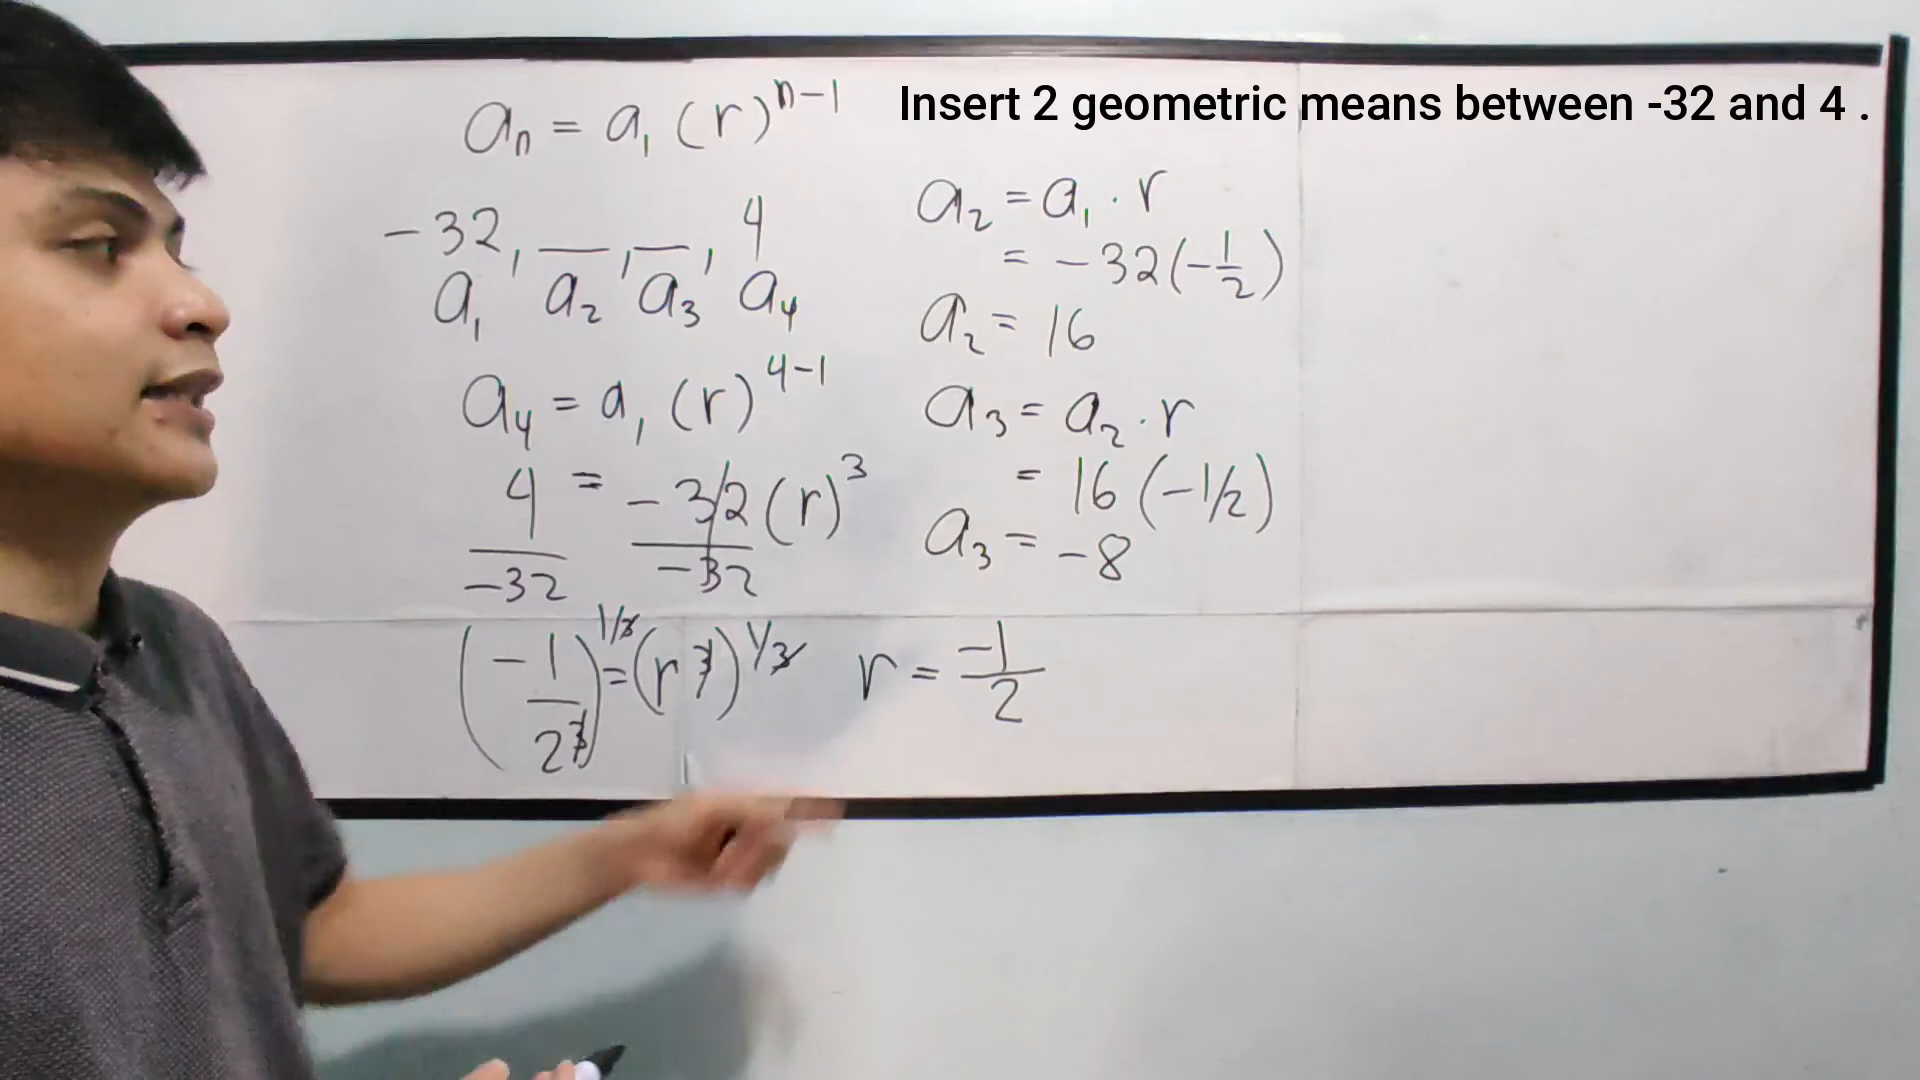 Insert 2 geometric means between -32 and 4 .
aₙ = a₁ (r)ⁿ⁻¹
-32, __, __, 4
a₁ a₂ a₃ a₄
a₄ = a₁ (r)⁴⁻¹
4 = -32 (r)³
-32 -32
(-1/2³)^1/3 = (r³)^1/3
r = -1/2
a₂ = a₁ · r
= -32(-1/2)
a₂ = 16
a₃ = a₂ · r
= 16 (-1/2)
a₃ = -8